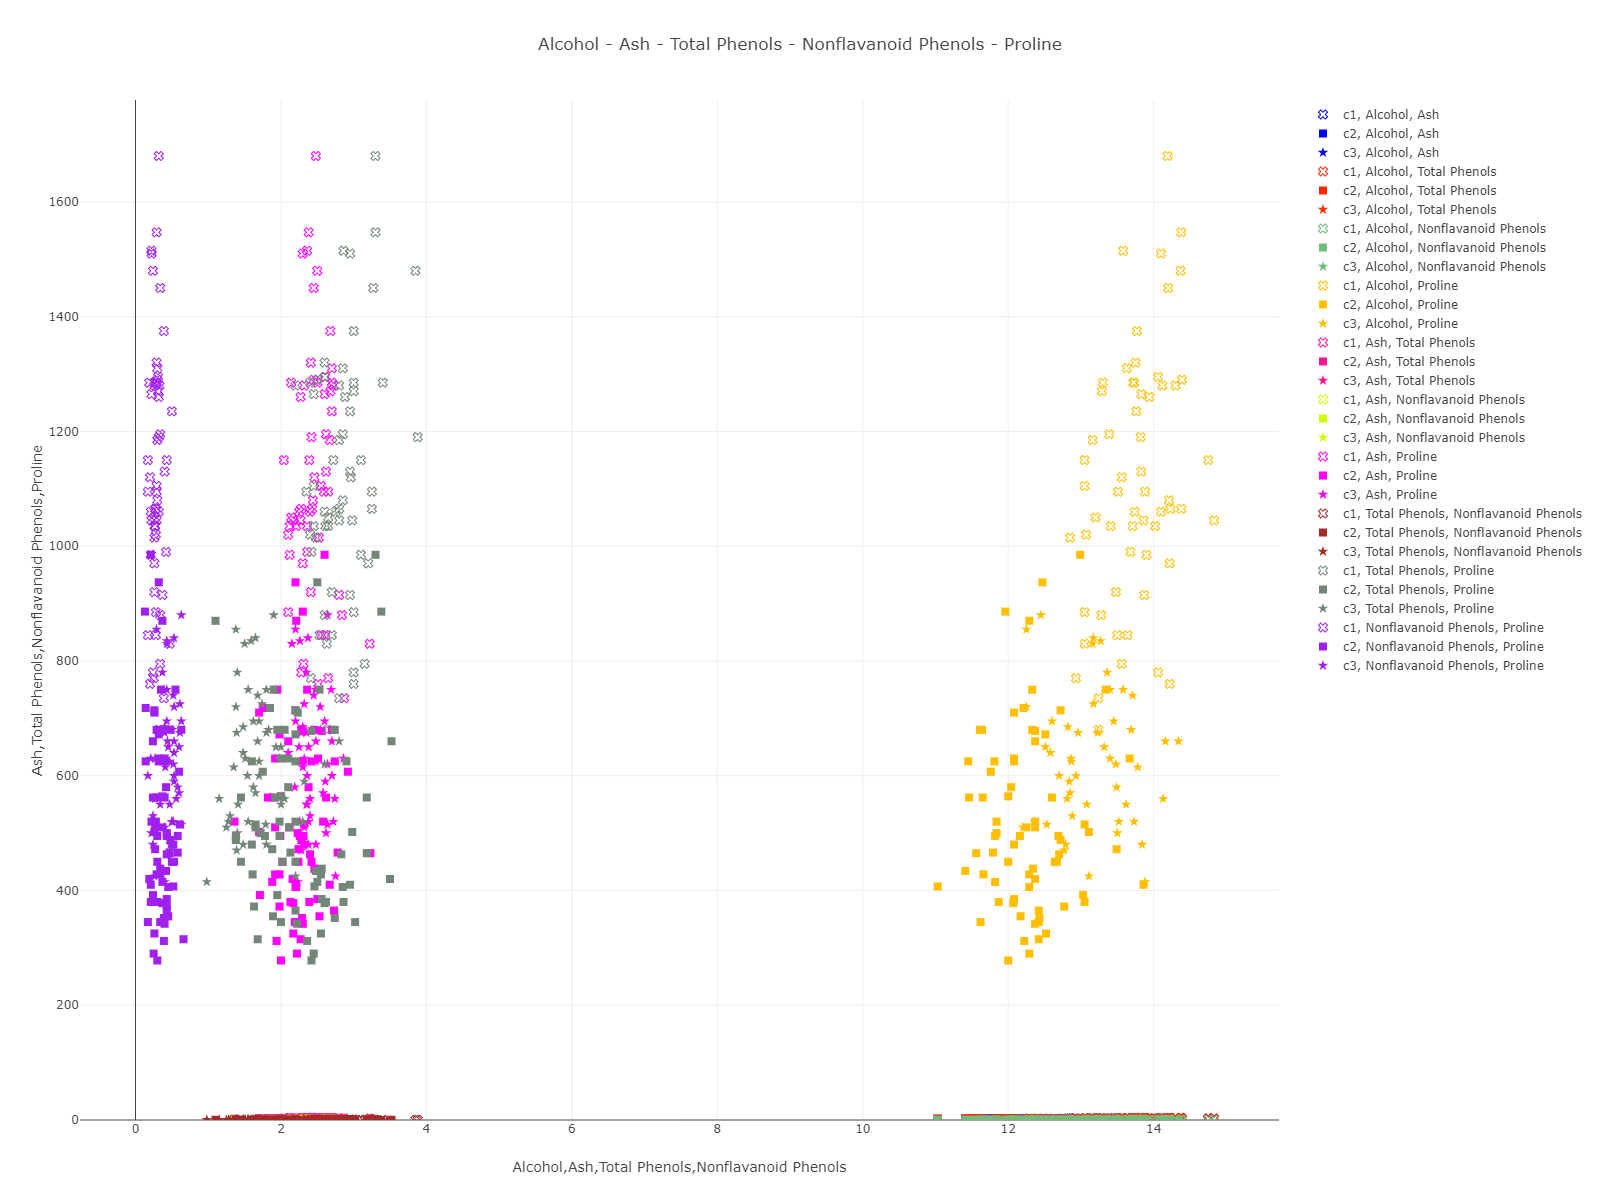 Alcohol - Ash - Total Phenols - Nonflavanoid Phenols - Proline
Ash,Total Phenols,Nonflavanoid Phenols,Proline
1600
1400
1200
1000
800
600
400
200
0
0 2 4 6 8 10 12 14
Alcohol,Ash,Total Phenols,Nonflavanoid Phenols
c1, Alcohol, Ash
c2, Alcohol, Ash
c3, Alcohol, Ash
c1, Alcohol, Total Phenols
c2, Alcohol, Total Phenols
c3, Alcohol, Total Phenols
c1, Alcohol, Nonflavanoid Phenols
c2, Alcohol, Nonflavanoid Phenols
c3, Alcohol, Nonflavanoid Phenols
c1, Alcohol, Proline
c2, Alcohol, Proline
c3, Alcohol, Proline
c1, Ash, Total Phenols
c2, Ash, Total Phenols
c3, Ash, Total Phenols
c1, Ash, Nonflavanoid Phenols
c2, Ash, Nonflavanoid Phenols
c3, Ash, Nonflavanoid Phenols
c1, Ash, Proline
c2, Ash, Proline
c3, Ash, Proline
c1, Total Phenols, Nonflavanoid Phenols
c2, Total Phenols, Nonflavanoid Phenols
c3, Total Phenols, Nonflavanoid Phenols
c1, Total Phenols, Proline
c2, Total Phenols, Proline
c3, Total Phenols, Proline
c1, Nonflavanoid Phenols, Proline
c2, Nonflavanoid Phenols, Proline
c3, Nonflavanoid Phenols, Proline